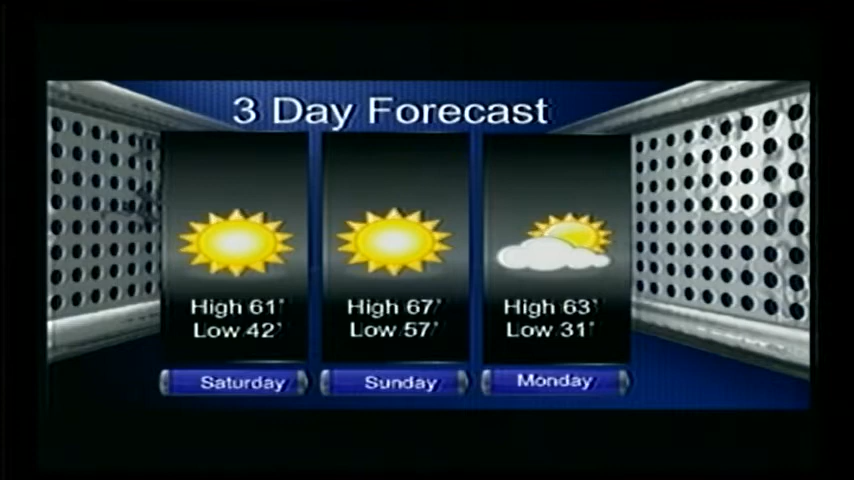 3 Day Forecast
High 61°
Low 42°
High 67°
Low 57°
High 63°
Low 31°
Saturday
Sunday
Monday